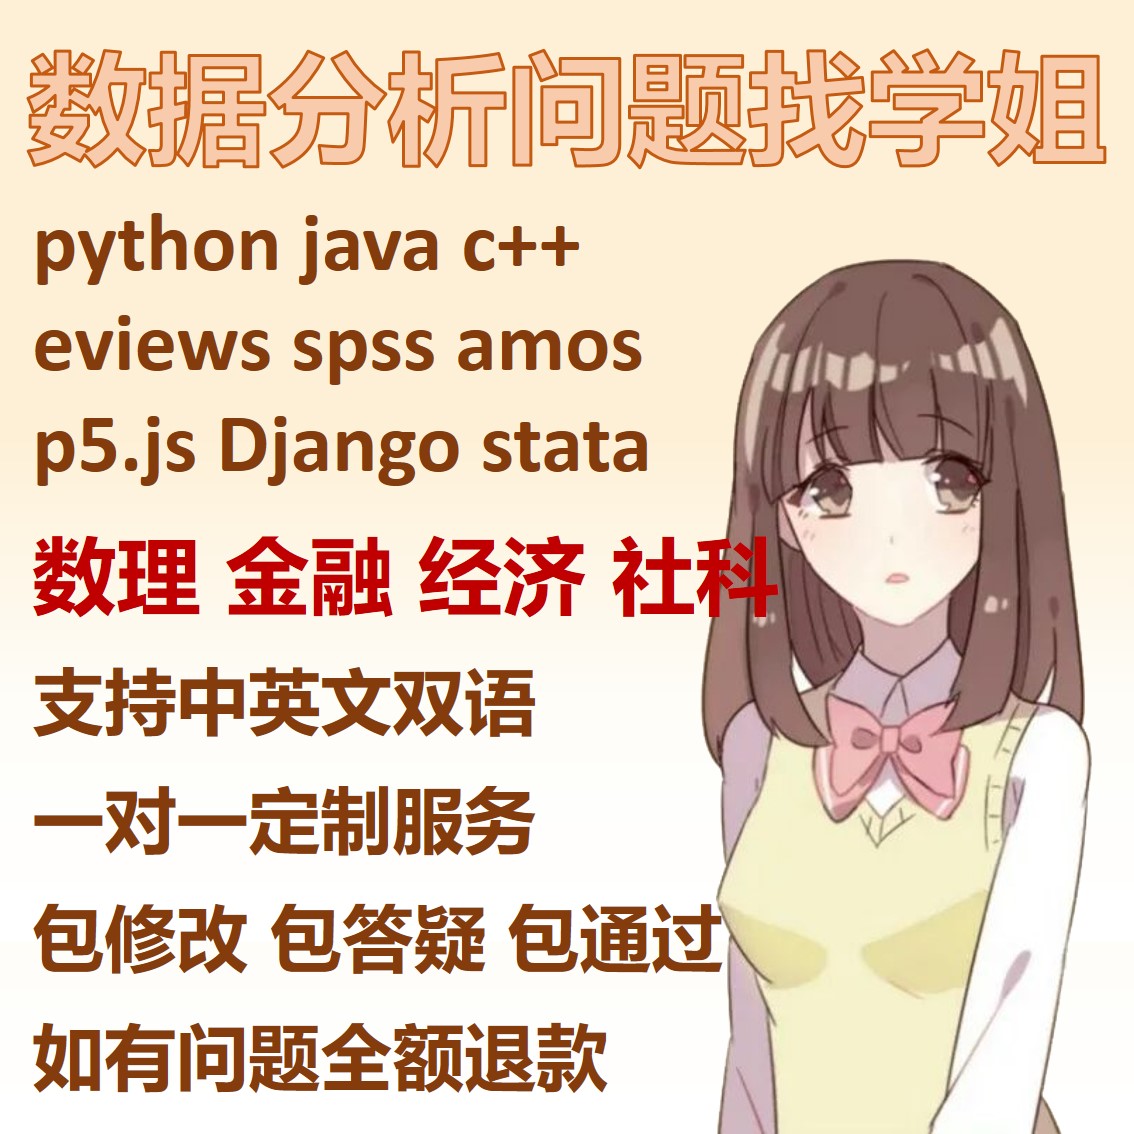 数据分析问题找学姐
python java c++
eviews spss amos
p5.js Django stata
数理 金融 经济 社科
支持中英文双语
一对一定制服务
包修改 包答疑 包通过
如有问题全额退款